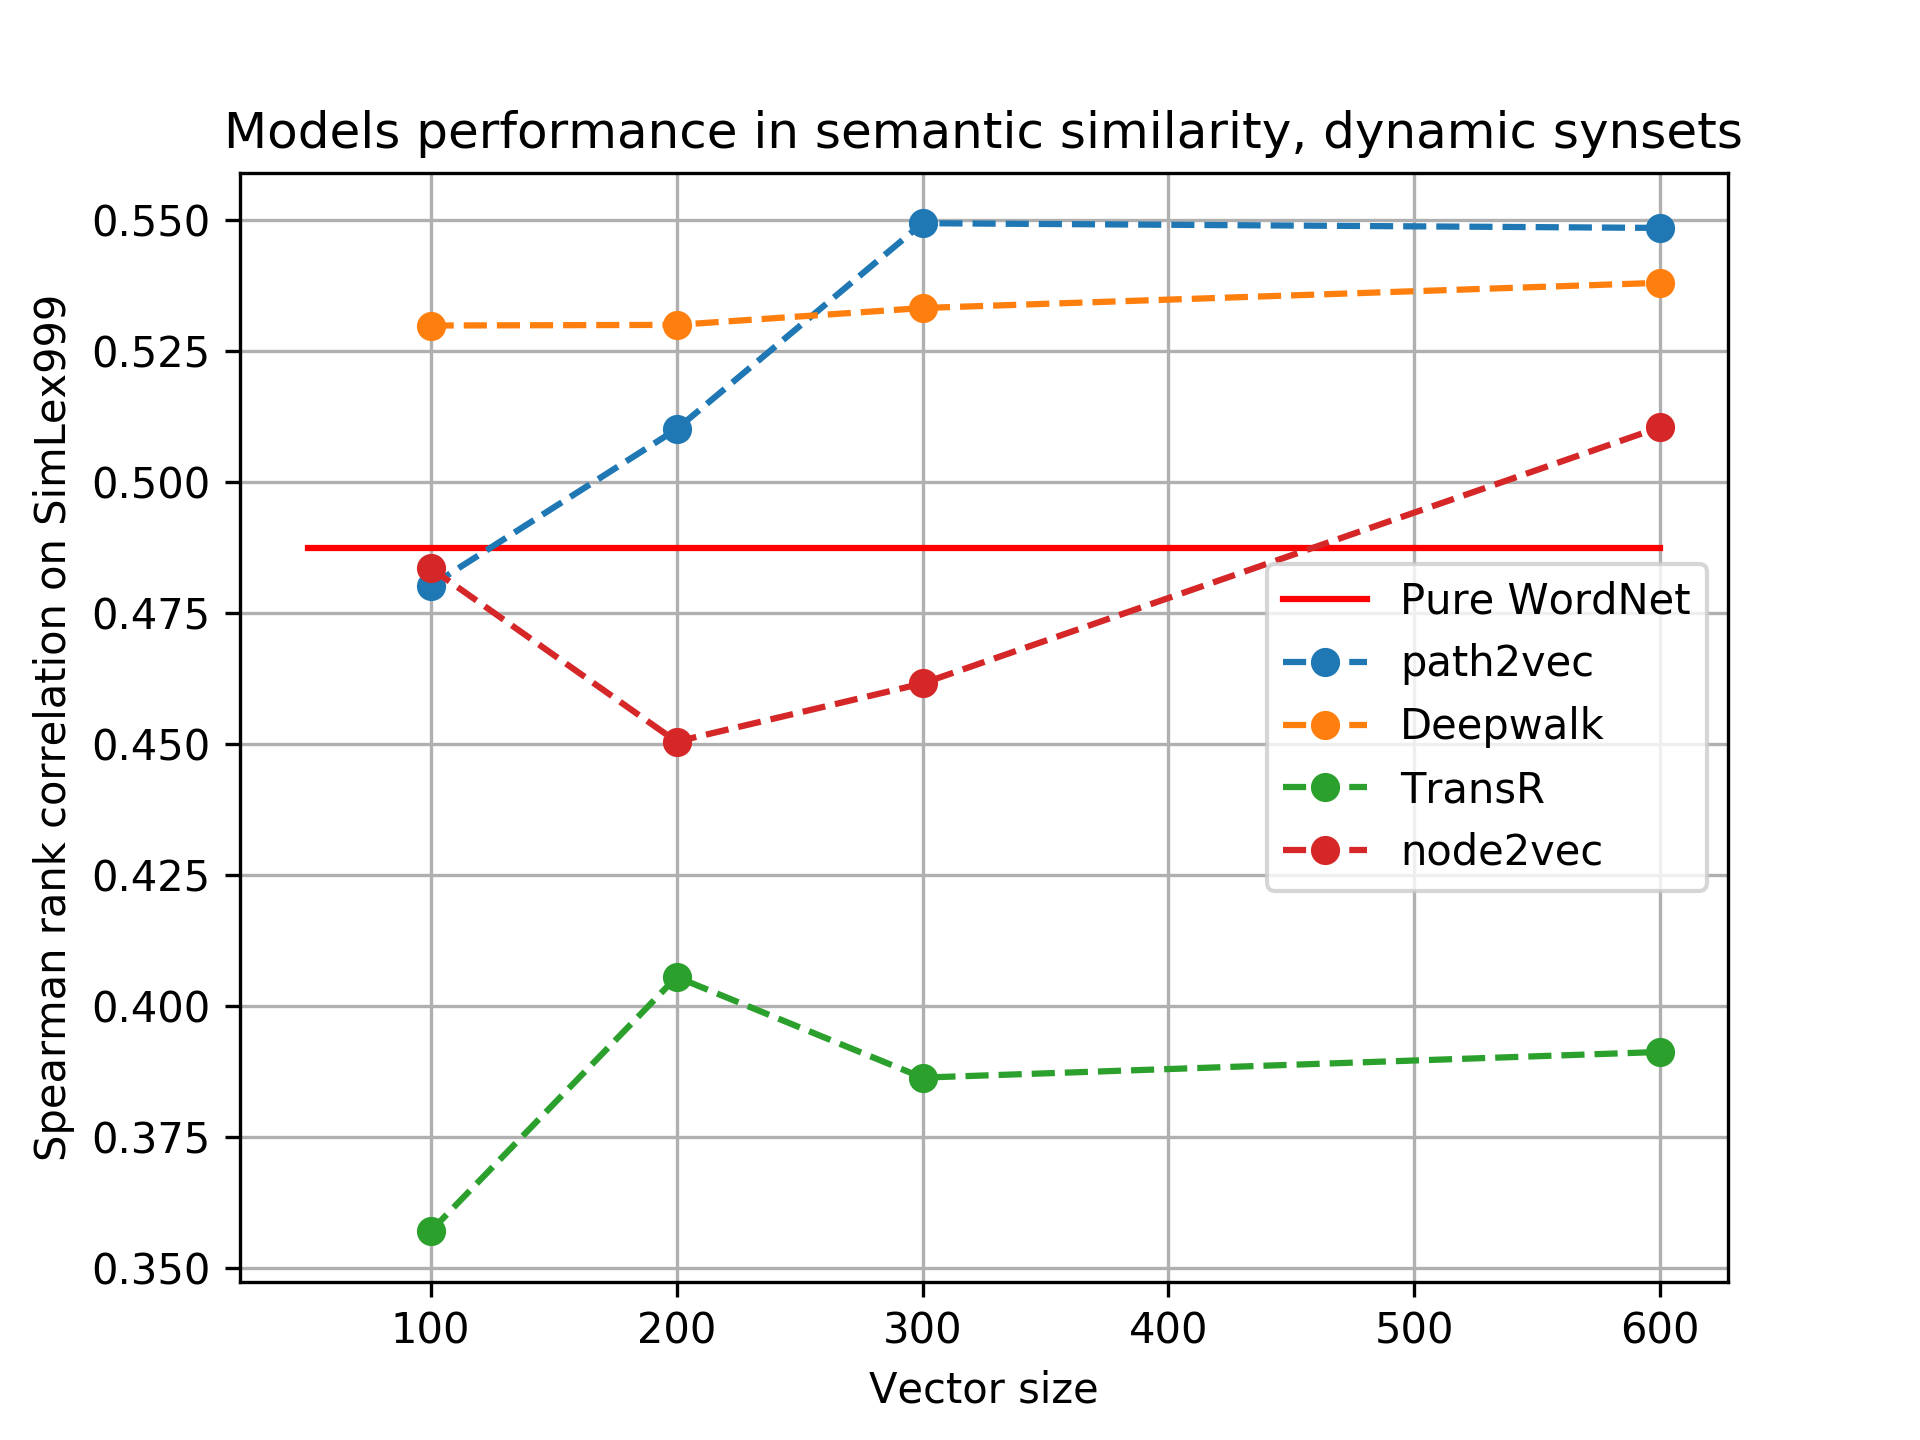 Models performance in semantic similarity, dynamic synsets
Spearman rank correlation on SimLex999
0.550
0.525
0.500
0.475
0.450
0.425
0.400
0.375
0.350
Pure WordNet
path2vec
Deepwalk
TransR
node2vec
100 200 300 400 500 600
Vector size